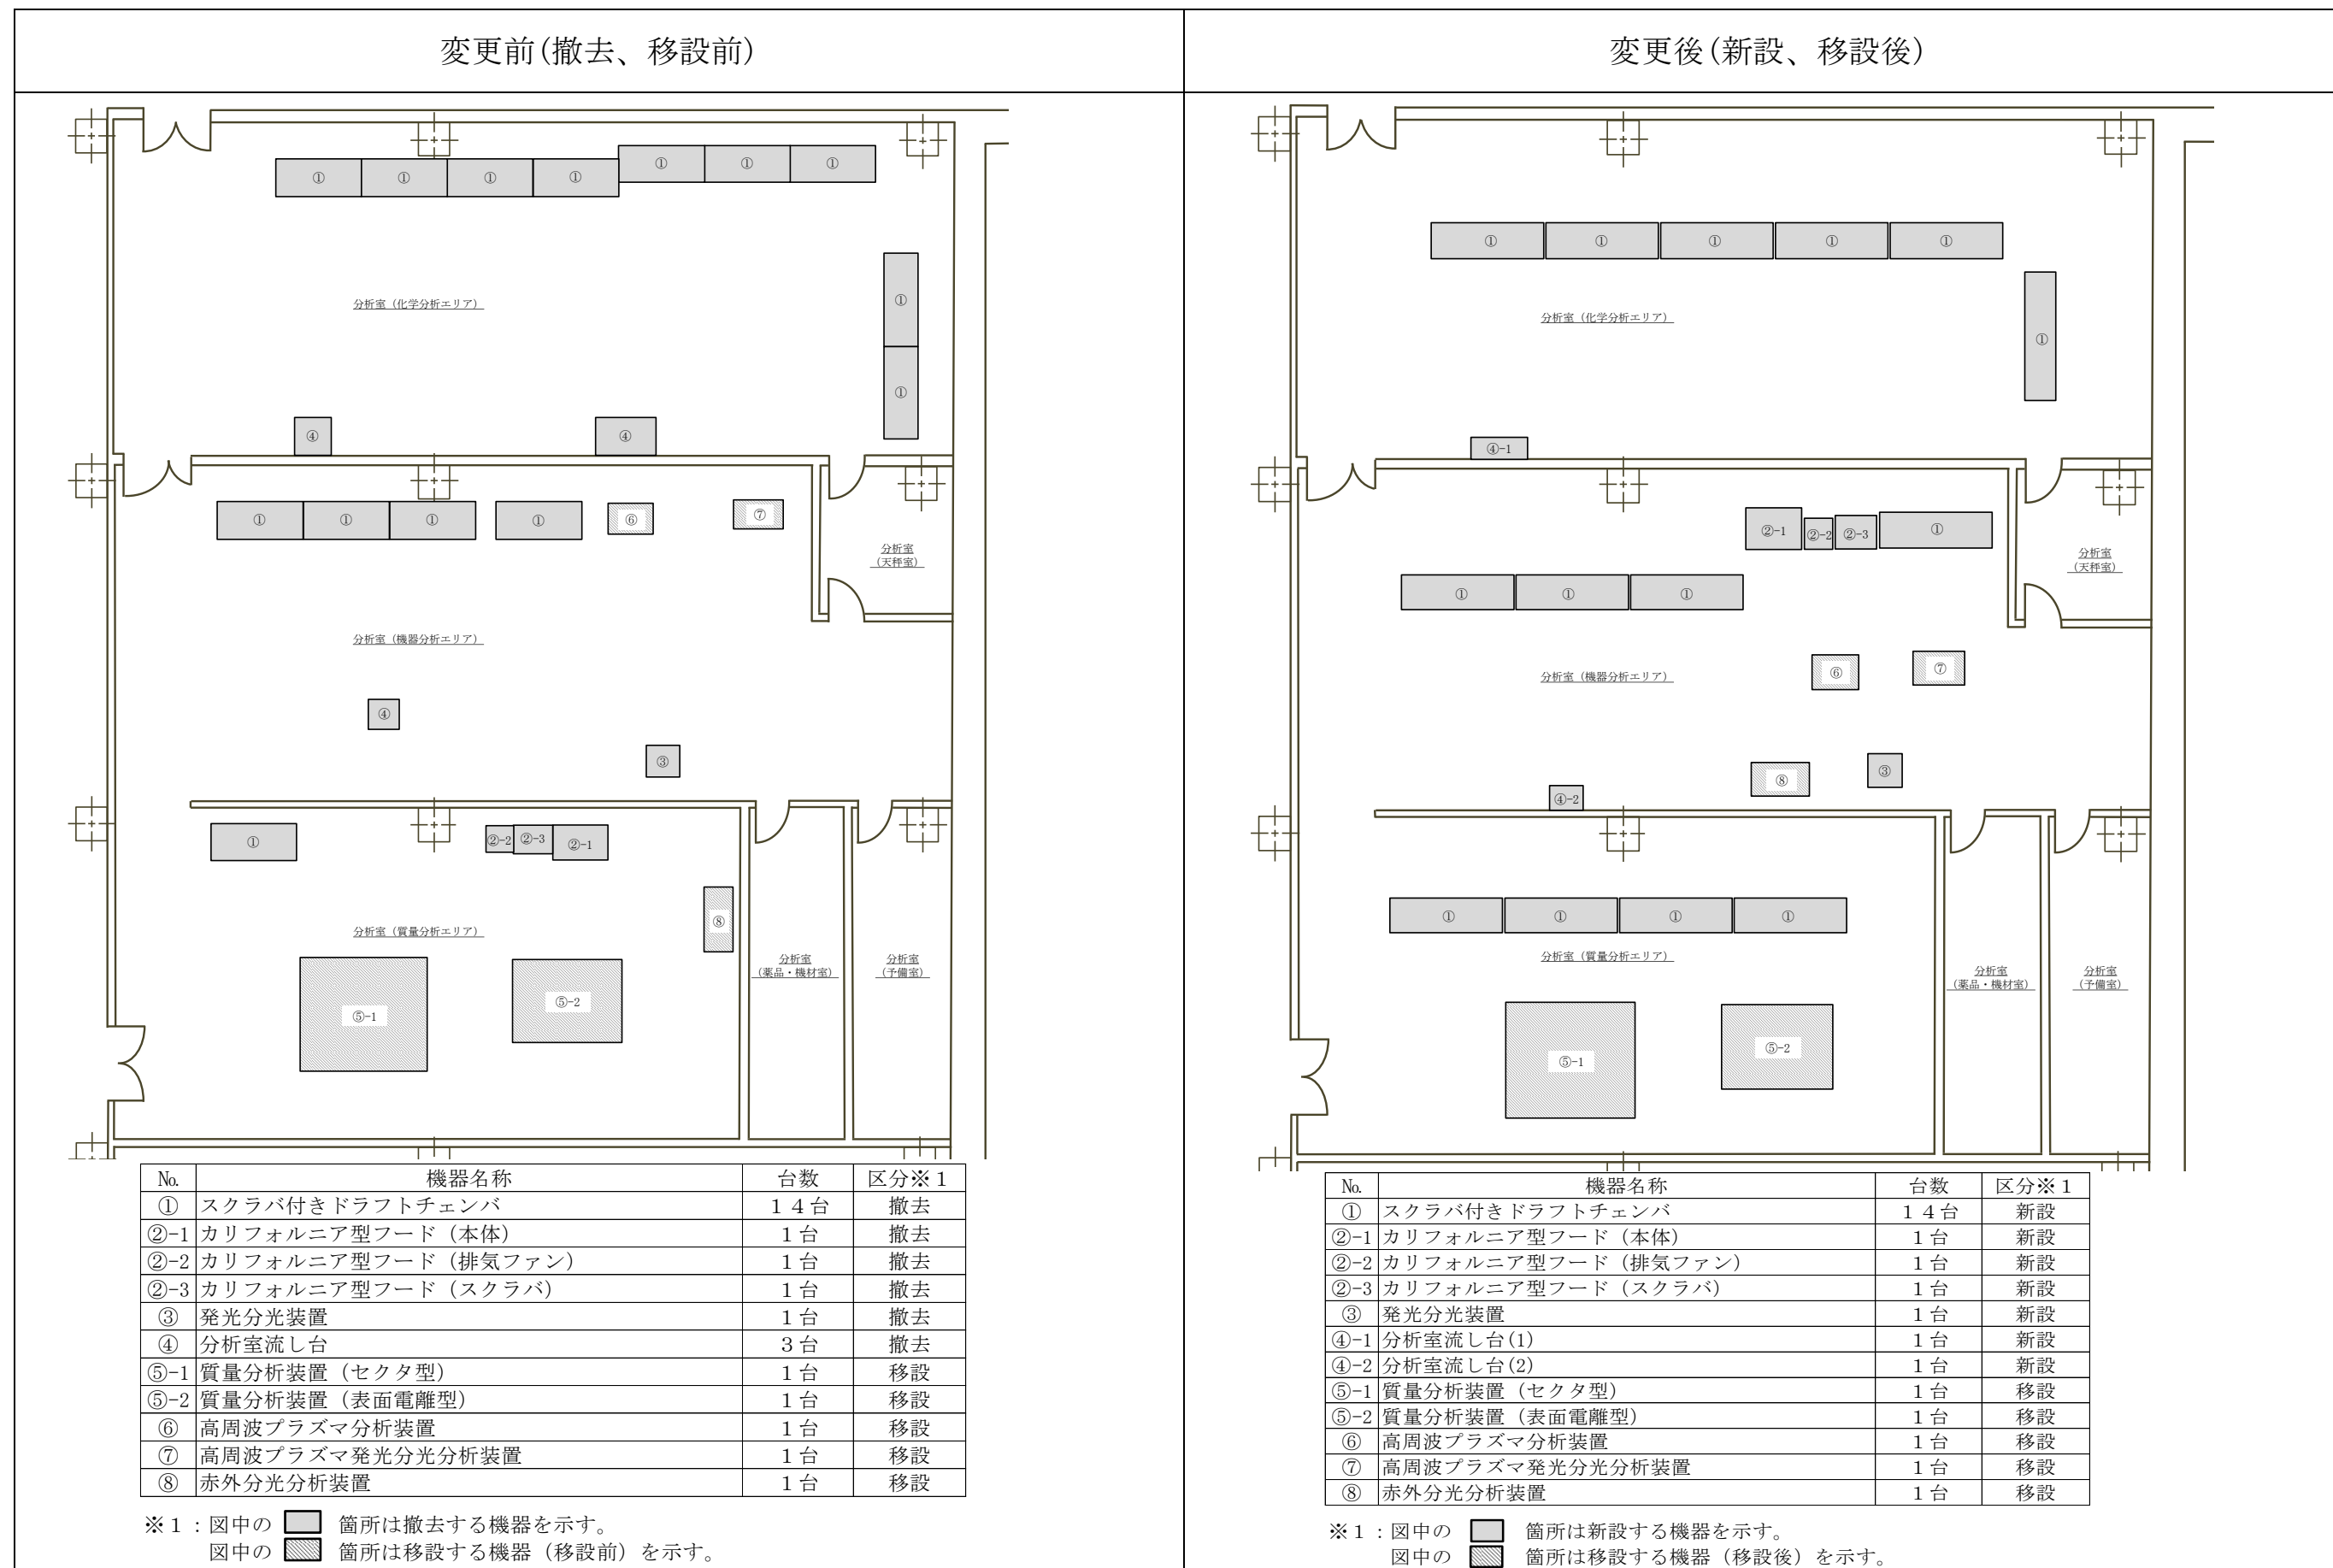 変更前(撤去、移設前)
① ① ① ① ① ① ①
①
分析室（化学分析エリア）
①
④ ④
① ① ① ① ⑥ ⑦
分析室
（天秤室）
分析室（機器分析エリア）
④
③
① ②-2 ②-3 ②-1
⑧
分析室（質量分析エリア）
分析室
（薬品・機材室）
分析室
（予備室）
⑤-1
⑤-2
№ 機器名称 台数 区分※１
① スクラバ付きドラフトチェンバ １４台 撤去
②-1 カリフォルニア型フード（本体） １台 撤去
②-2 カリフォルニア型フード（排気ファン） １台 撤去
②-3 カリフォルニア型フード（スクラバ） １台 撤去
③ 発光分光装置 １台 撤去
④ 分析室流し台 ３台 撤去
⑤-1 質量分析装置（セクタ型） １台 移設
⑤-2 質量分析装置（表面電離型） １台 移設
⑥ 高周波プラズマ分析装置 １台 移設
⑦ 高周波プラズマ発光分光分析装置 １台 移設
⑧ 赤外分光分析装置 １台 移設
※１：図中の 箇所は撤去する機器を示す。
図中の 箇所は移設する機器（移設前）を示す。
変更後(新設、移設後)
① ① ① ① ①
分析室（化学分析エリア）
①
④-1
②-1 ②-2 ②-3 ①
分析室
（天秤室）
① ① ①
分析室（機器分析エリア）
⑥ ⑦
⑧ ③
④-2
① ① ① ①
分析室（質量分析エリア）
分析室
（薬品・機材室）
分析室
（予備室）
⑤-1
⑤-2
№ 機器名称 台数 区分※１
① スクラバ付きドラフトチェンバ １４台 新設
②-1 カリフォルニア型フード（本体） １台 新設
②-2 カリフォルニア型フード（排気ファン） １台 新設
②-3 カリフォルニア型フード（スクラバ） １台 新設
③ 発光分光装置 １台 新設
④-1 分析室流し台(1) １台 新設
④-2 分析室流し台(2) １台 新設
⑤-1 質量分析装置（セクタ型） １台 移設
⑤-2 質量分析装置（表面電離型） １台 移設
⑥ 高周波プラズマ分析装置 １台 移設
⑦ 高周波プラズマ発光分光分析装置 １台 移設
⑧ 赤外分光分析装置 １台 移設
※１：図中の 箇所は新設する機器を示す。
図中の 箇所は移設する機器（移設後）を示す。